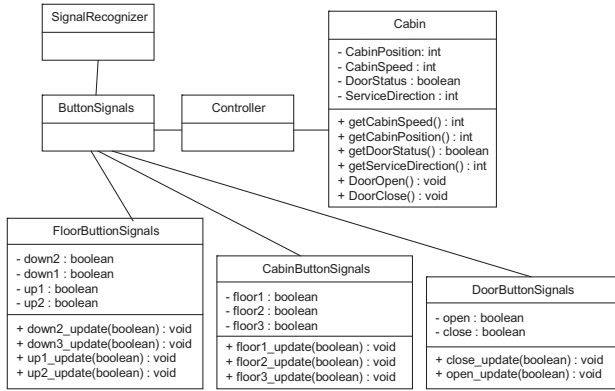 SignalRecognizer
ButtonSignals
Controller
Cabin
- CabinPosition: int
- CabinSpeed : int
- DoorStatus : boolean
- ServiceDirection : int
+ getCabinSpeed() : int
+ getCabinPosition() : int
+ getDoorStatus() : boolean
+ getServiceDirection() : int
+ DoorOpen() : void
+ DoorClose() : void
FloorButtionSignals
- down2 : boolean
- down1 : boolean
- up1 : boolean
- up2 : boolean
+ down2_update(boolean) : void
+ down3_update(boolean) : void
+ up1_update(boolean) : void
+ up2_update(boolean) : void
CabinButtonSignals
- floor1 : boolean
- floor2 : boolean
- floor3 : boolean
+ floor1_update(boolean) : void
+ floor2_update(boolean) : void
+ floor3_update(boolean) : void
DoorButtonSignals
- open : boolean
- close : boolean
+ close_update(boolean) : void
+ open_update(boolean) : void